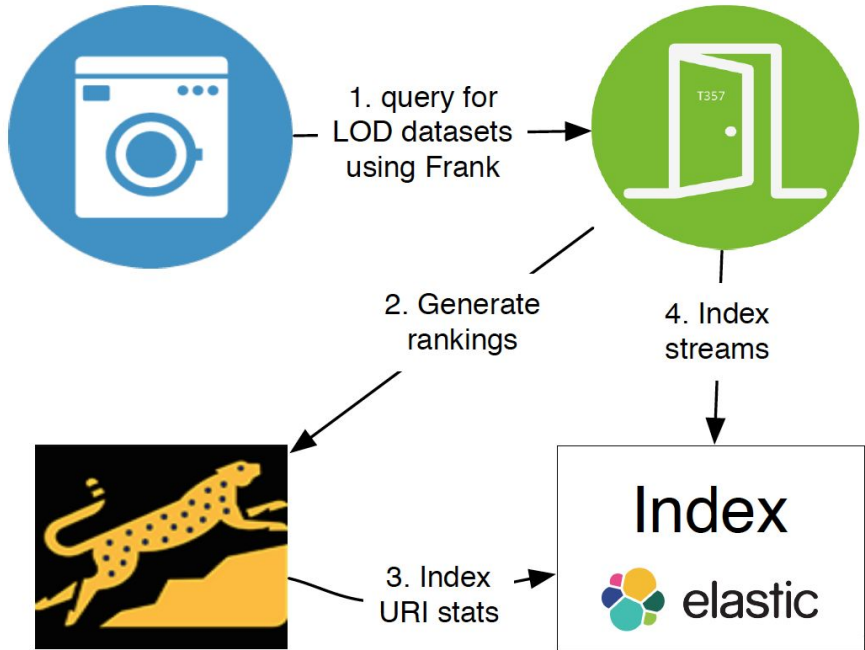 1. query for
LOD datasets
using Frank
T357
2. Generate
rankings
4. Index
streams
3. Index
URI stats
Index
elastic